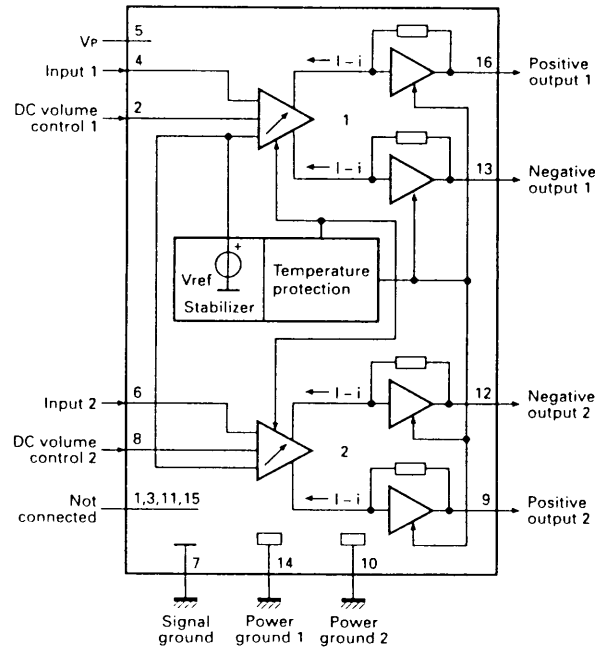 VP
5
Input 1
4
DC volume
control 1
2
1
I-i
16
Positive
output 1
I-i
13
Negative
output 1
+
Vref
Stabilizer
Temperature
protection
Input 2
6
DC volume
control 2
8
2
I-i
12
Negative
output 2
I-i
9
Positive
output 2
Not
connected
1,3,11,15
7
14
10
Signal
ground
Power
ground 1
Power
ground 2